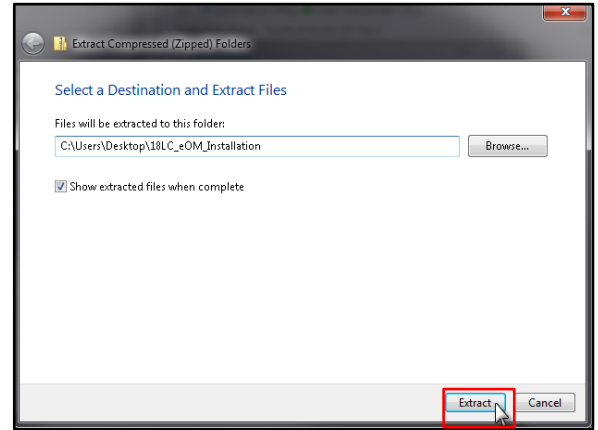 Extract Compressed (Zipped) Folders
Select a Destination and Extract Files
Files will be extracted to this folder:
C:\Users\Desktop\18LC_eOM_Installation
Browse...
Show extracted files when complete
Extract
Cancel